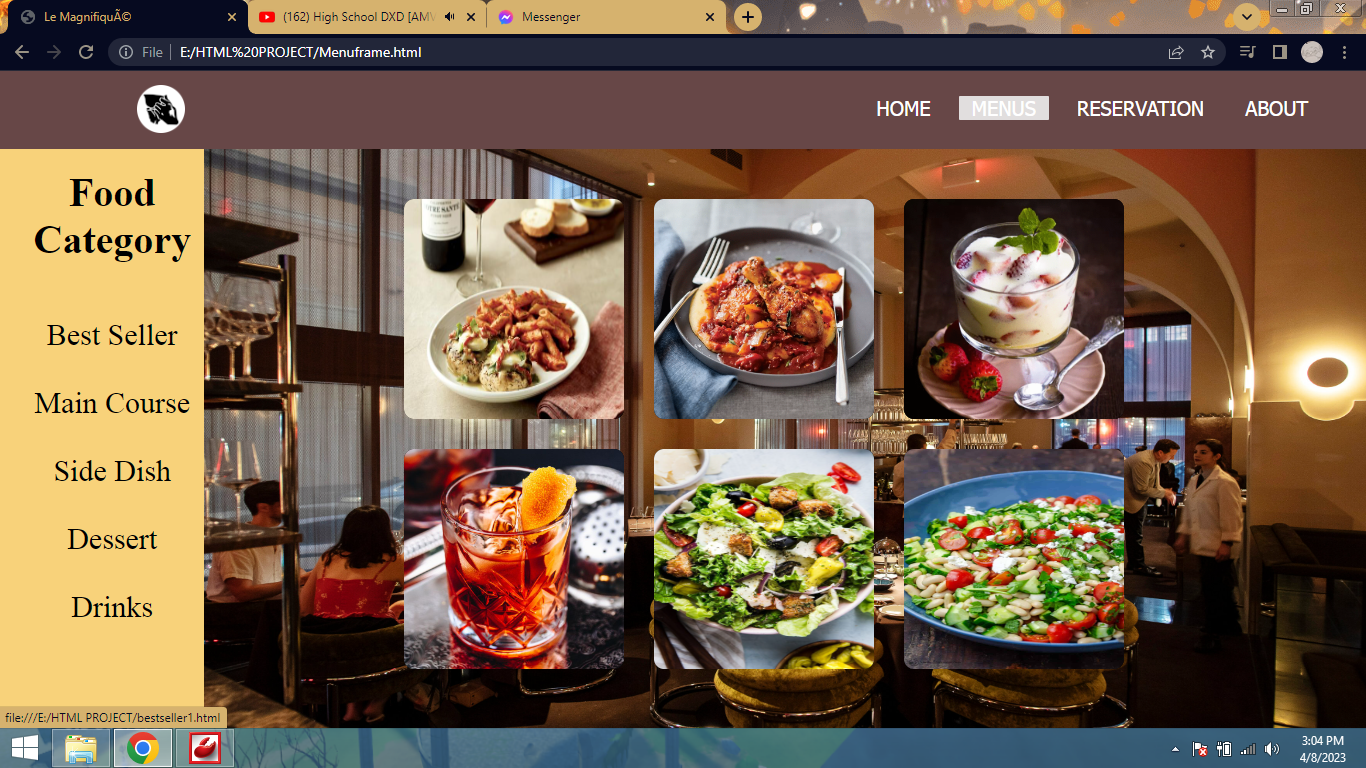 Le MagnifiquÃ©
(162) High School DXD [AMV
Messenger
File
E:/HTML%20PROJECT/Menuframe.html
HOME
MENUS
RESERVATION
ABOUT
Food
Category
Best Seller
Main Course
Side Dish
Dessert
Drinks
file:///E:/HTML PROJECT/bestseller1.html
3:04 PM
4/8/2023